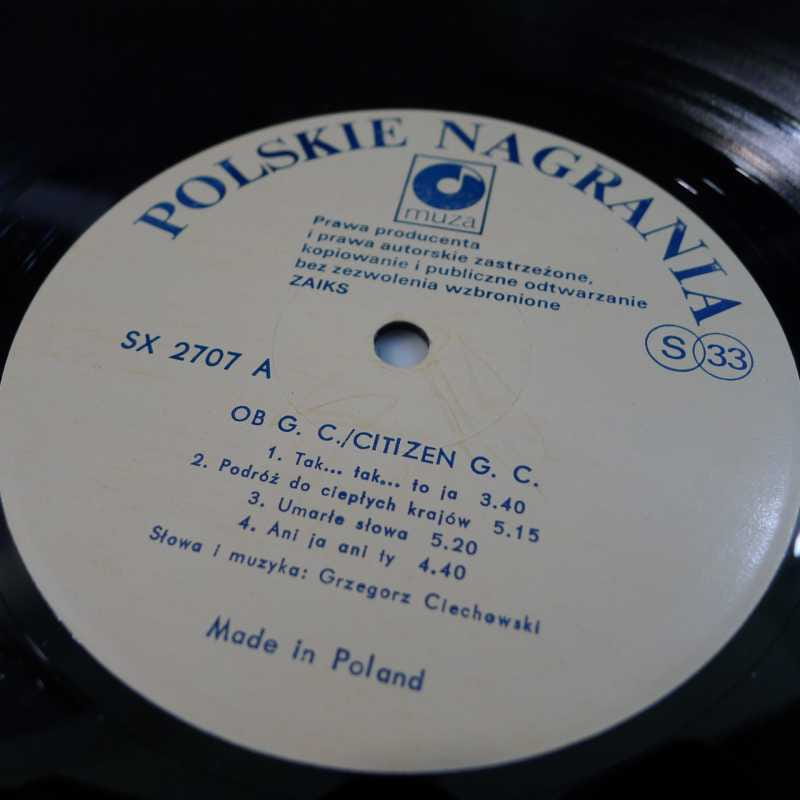 POLSKIE NAGRANIA
muza
Prawa producenta
i prawa autorskie zastrzeżone,
kopiowanie i publiczne odtwarzanie
bez zezwolenia wzbronione
ZAIKS
S 33
SX 2707 A
OB G. C./CITIZEN G. C.
1. Tak... tak... to ja 3.40
2. Podróż do ciepłych krajów 5.15
3. Umarłe słowa 5.20
4. Ani ja ani ty 4.40
Słowa i muzyka: Grzegorz Ciechowski
Made in Poland